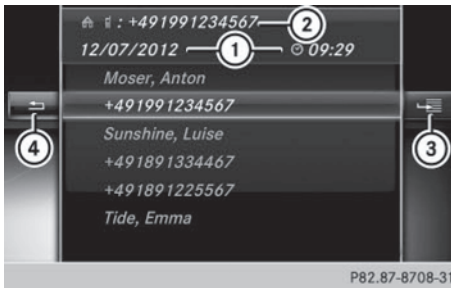 : +491991234567
2
12/07/2012 1 09:29
Moser, Anton
+491991234567
Sunshine, Luise
+491891334467
+491891225567
Tide, Emma
4
3
P82.87-8708-31